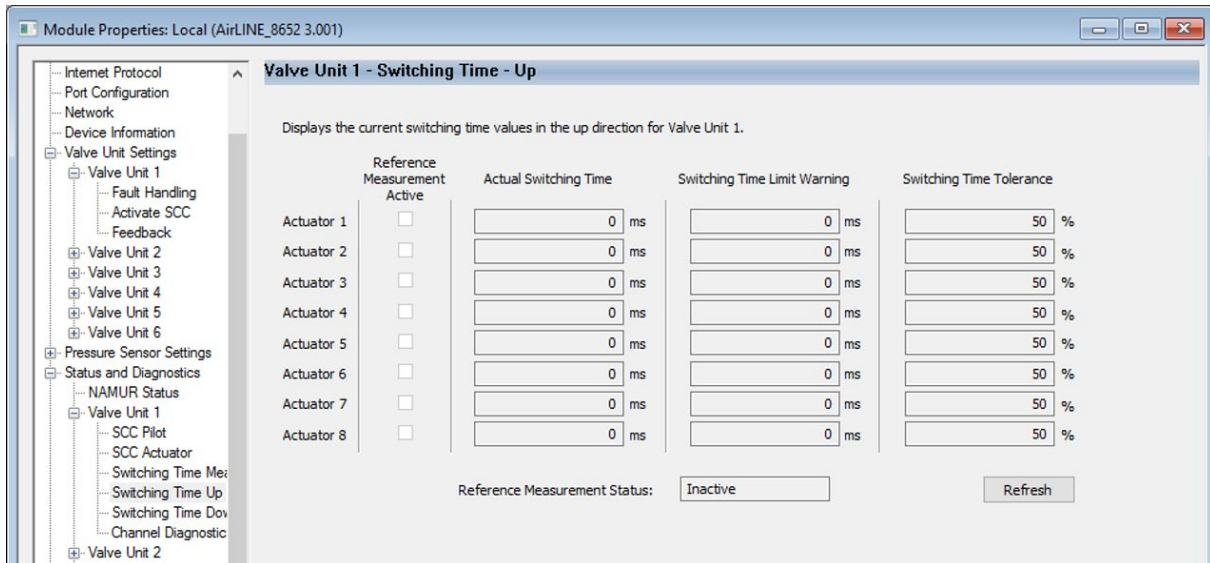 Module Properties: Local (AirLINE_8652 3.001)
Internet Protocol
Port Configuration
Network
Device Information
Valve Unit Settings
Valve Unit 1
Fault Handling
Activate SCC
Feedback
Valve Unit 2
Valve Unit 3
Valve Unit 4
Valve Unit 5
Valve Unit 6
Pressure Sensor Settings
Status and Diagnostics
NAMUR Status
Valve Unit 1
SCC Pilot
SCC Actuator
Switching Time Mea
Switching Time Up
Switching Time Dov
Channel Diagnostic
Valve Unit 2
Valve Unit 1 - Switching Time - Up
Displays the current switching time values in the up direction for Valve Unit 1.
Reference
Measurement Actual Switching Time Switching Time Limit Warning Switching Time Tolerance
Active
Actuator 1 0 ms 0 ms 50 %
Actuator 2 0 ms 0 ms 50 %
Actuator 3 0 ms 0 ms 50 %
Actuator 4 0 ms 0 ms 50 %
Actuator 5 0 ms 0 ms 50 %
Actuator 6 0 ms 0 ms 50 %
Actuator 7 0 ms 0 ms 50 %
Actuator 8 0 ms 0 ms 50 %
Reference Measurement Status: Inactive Refresh